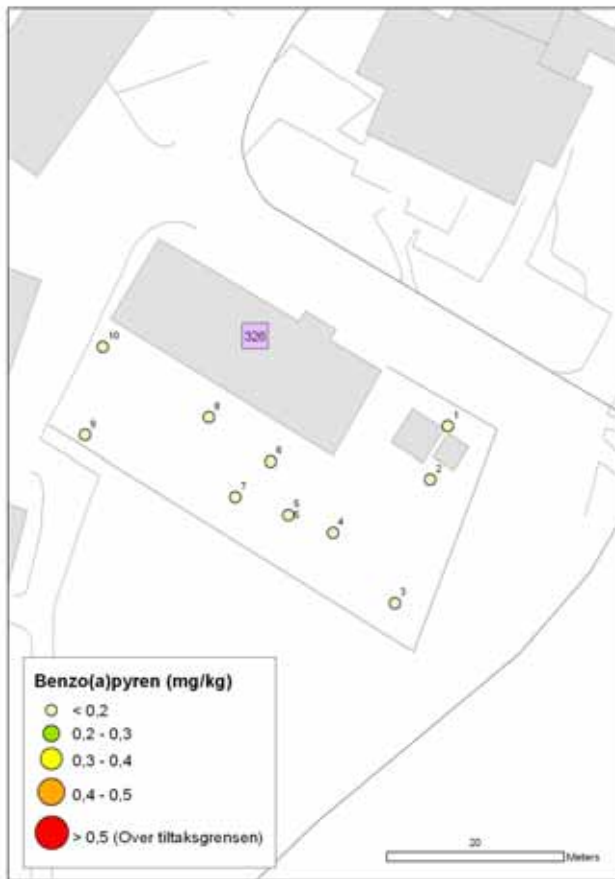 326
10
1
8
9
6
2
7
5
5
4
3
Benzo(a)pyren (mg/kg)
< 0,2
0,2 - 0,3
0,3 - 0,4
0,4 - 0,5
> 0,5 (Over tiltaksgrensen)
20
Meters